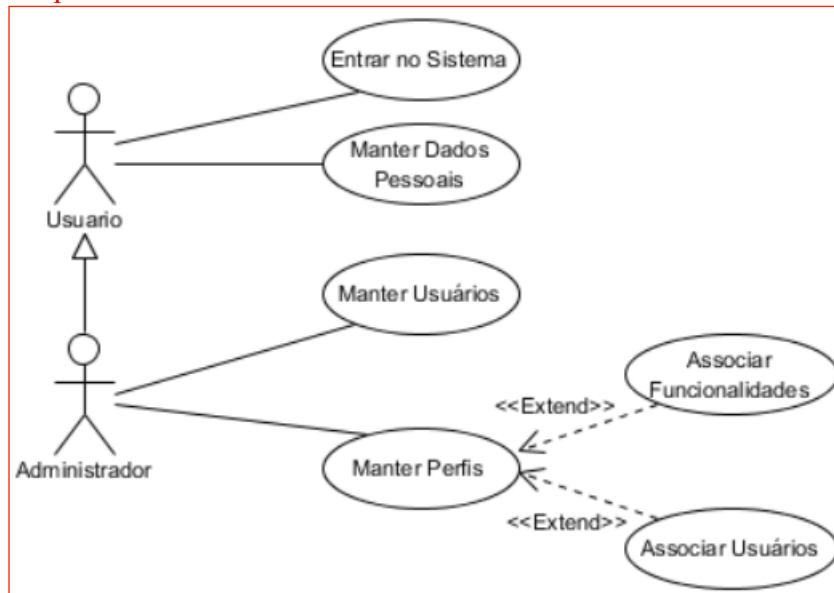 Entrar no Sistema
Manter Dados
Pessoais
Usuario
Manter Usuários
Associar
Funcionalidades
<<Extend>>
Administrador
Manter Perfis
<<Extend>>
Associar Usuários